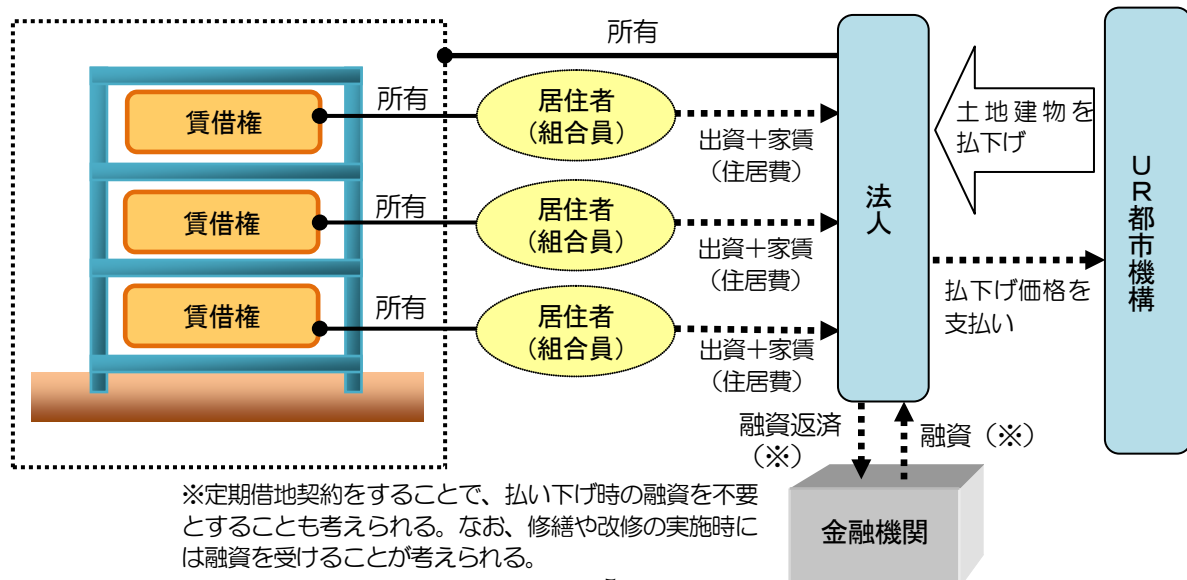 所有
賃借権
所有
居住者
(組合員)
出資＋家賃
(住居費)
賃借権
所有
居住者
(組合員)
出資＋家賃
(住居費)
賃借権
所有
居住者
(組合員)
出資＋家賃
(住居費)
法人
土地建物を
払下げ
払下げ価格を
支払い
ＵＲ都市機構
融資返済
(※)
融資（※）
金融機関
※定期借地契約をすることで、払い下げ時の融資を不要
とすることも考えられる。なお、修繕や改修の実施時に
は融資を受けることが考えられる。